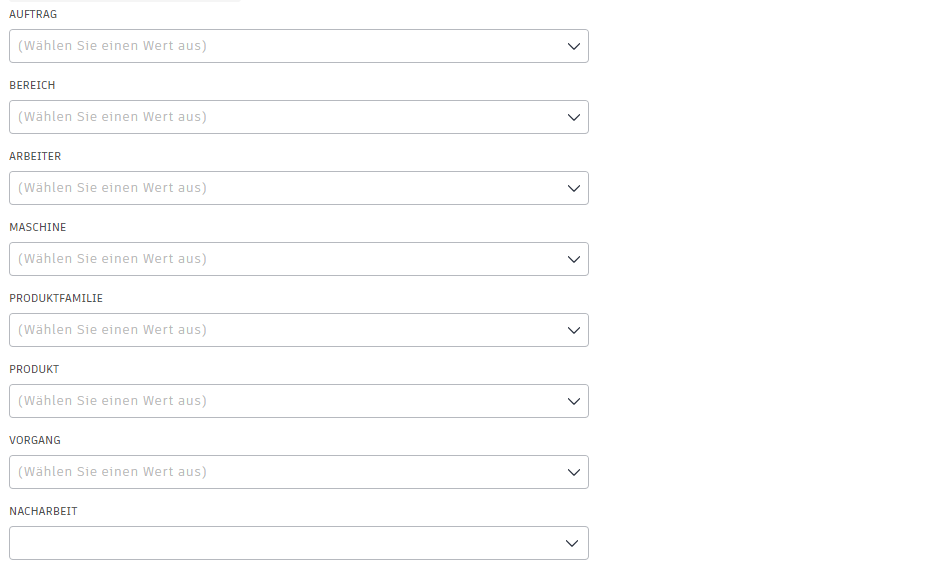 AUFTRAG
(Wählen Sie einen Wert aus)
BEREICH
(Wählen Sie einen Wert aus)
ARBEITER
(Wählen Sie einen Wert aus)
MASCHINE
(Wählen Sie einen Wert aus)
PRODUKTFAMILIE
(Wählen Sie einen Wert aus)
PRODUKT
(Wählen Sie einen Wert aus)
VORGANG
(Wählen Sie einen Wert aus)
NACHARBEIT